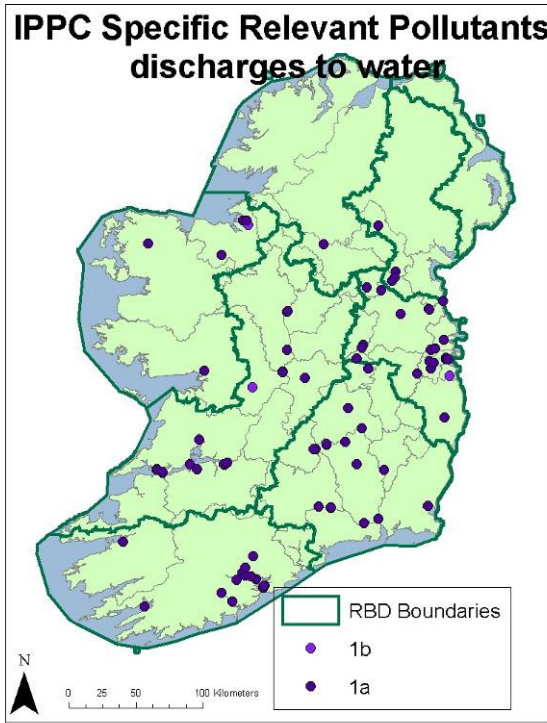 IPPC Specific Relevant Pollutants
discharges to water
RBD Boundaries
1b
1a
N
0 25 50 100 Kilometers